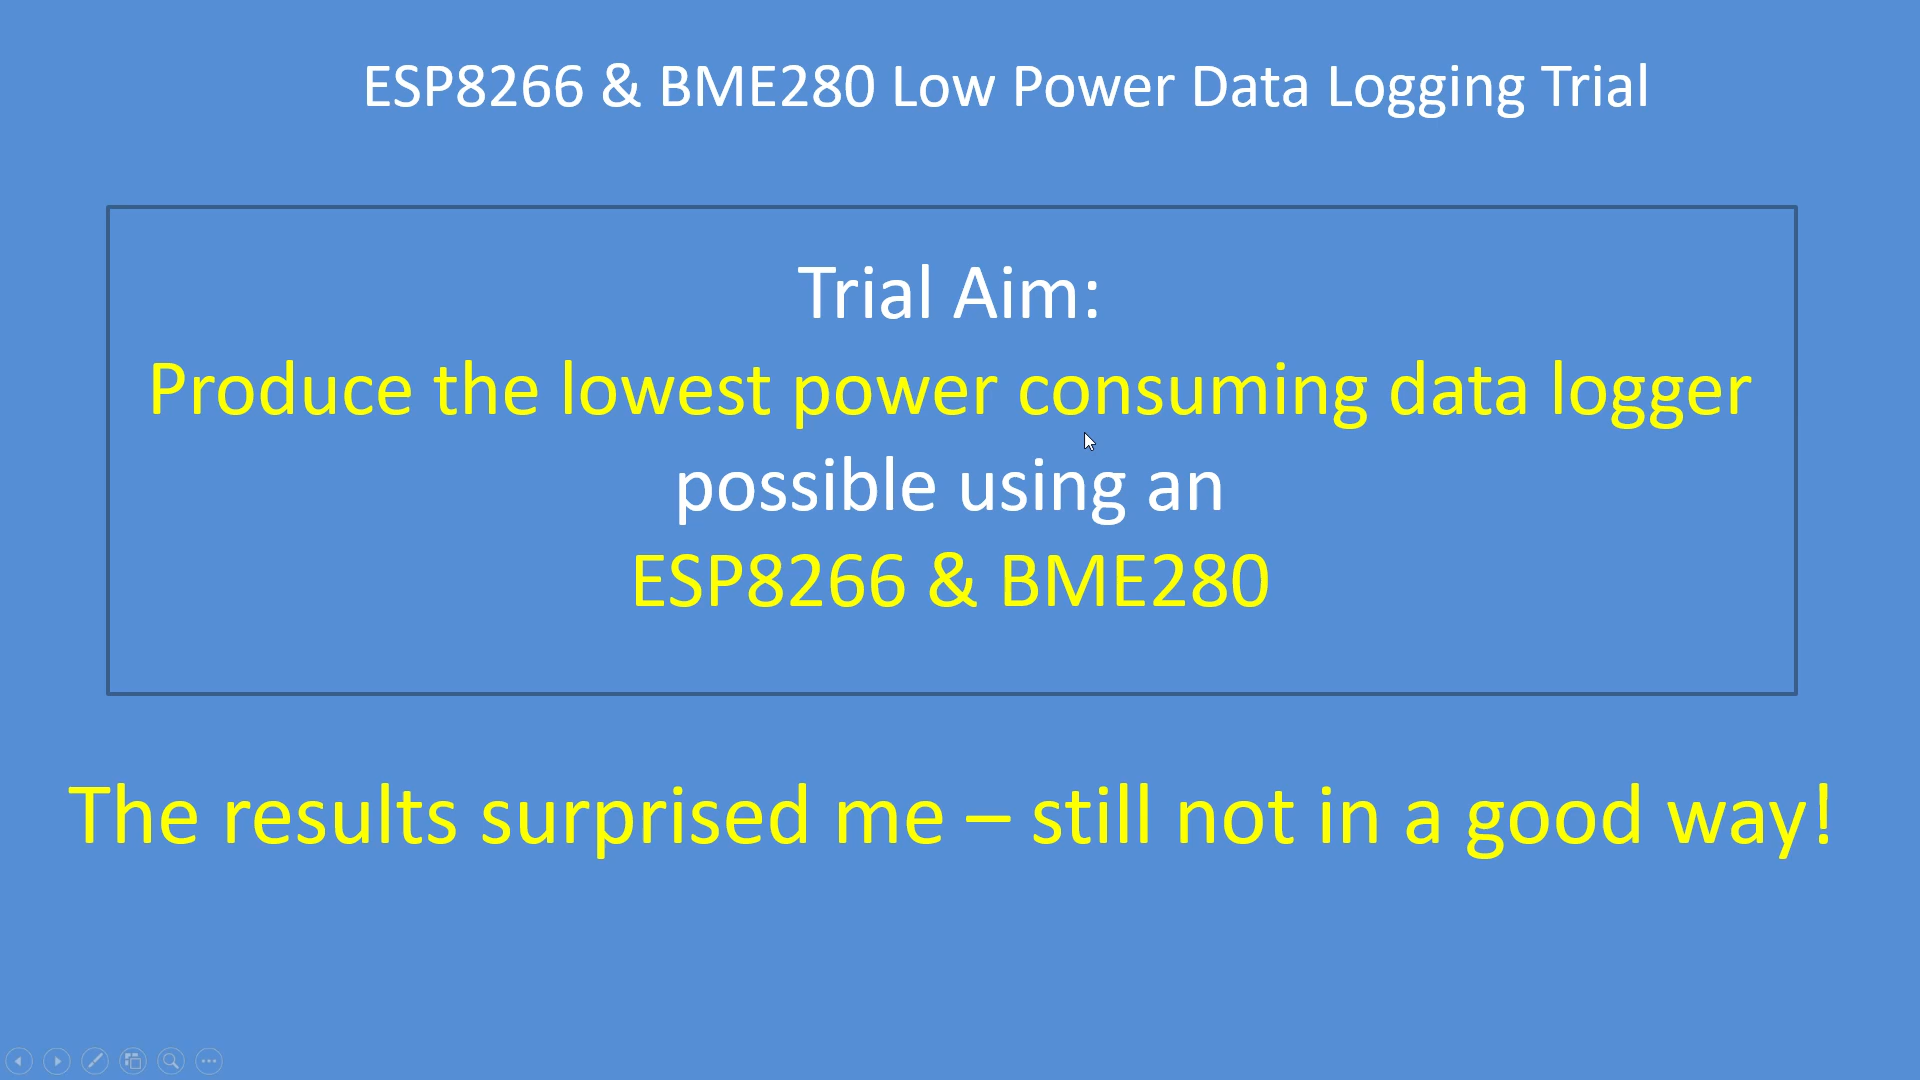 ESP8266 & BME280 Low Power Data Logging Trial
Trial Aim:
Produce the lowest power consuming data logger
possible using an
ESP8266 & BME280
The results surprised me – still not in a good way!